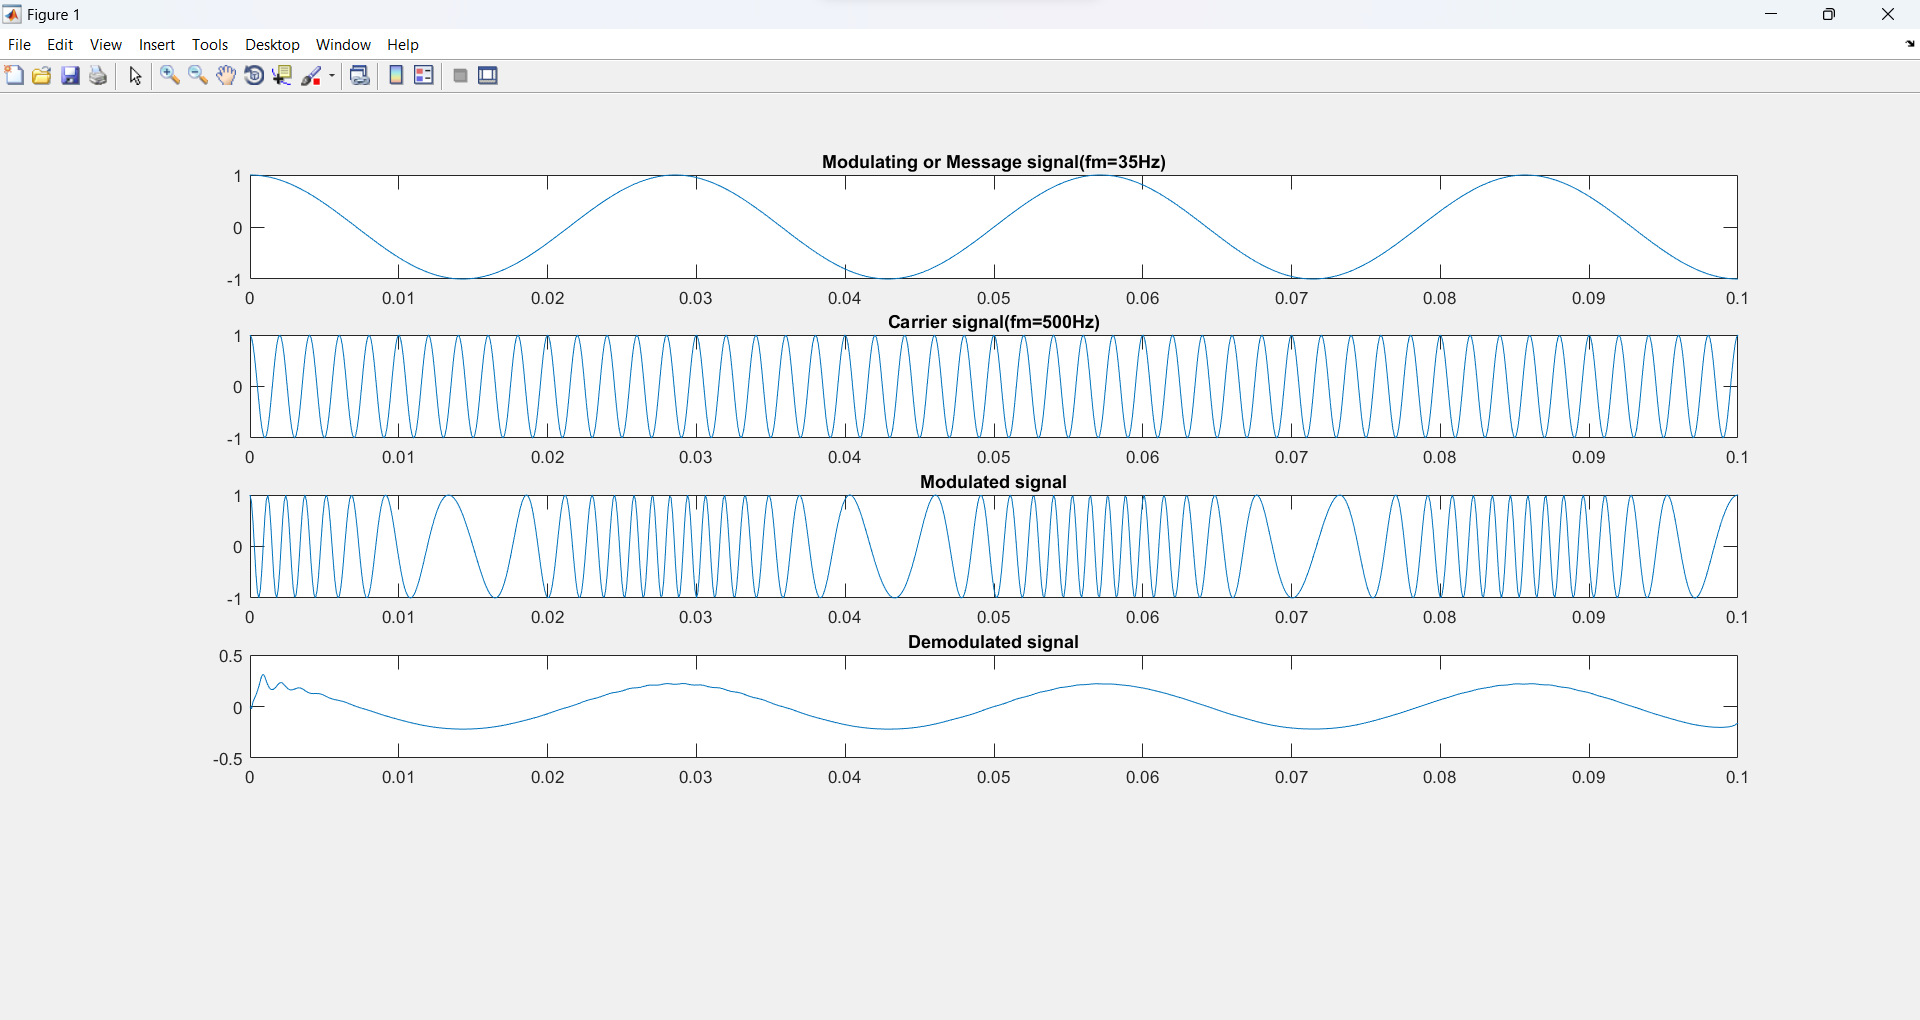 Figure 1
File Edit View Insert Tools Desktop Window Help
Modulating or Message signal(fm=35Hz)
1
0
-1
0 0.01 0.02 0.03 0.04 0.05 0.06 0.07 0.08 0.09 0.1
Carrier signal(fm=500Hz)
1
0
-1
0 0.01 0.02 0.03 0.04 0.05 0.06 0.07 0.08 0.09 0.1
Modulated signal
1
0
-1
0 0.01 0.02 0.03 0.04 0.05 0.06 0.07 0.08 0.09 0.1
Demodulated signal
0.5
0
-0.5
0 0.01 0.02 0.03 0.04 0.05 0.06 0.07 0.08 0.09 0.1